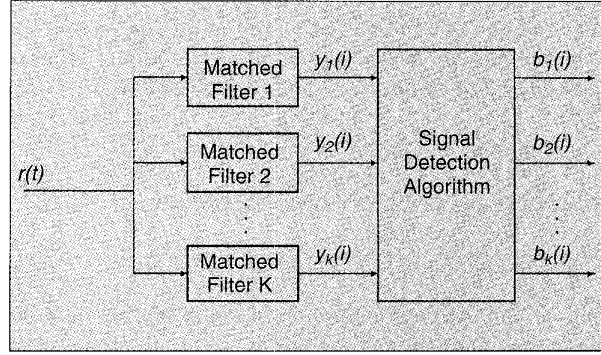 Matched
Filter 1
y1(i)
b1(i)
Matched
Filter 2
y2(i)
b2(i)
r(t)
Signal
Detection
Algorithm
Matched
Filter K
yk(i)
bk(i)